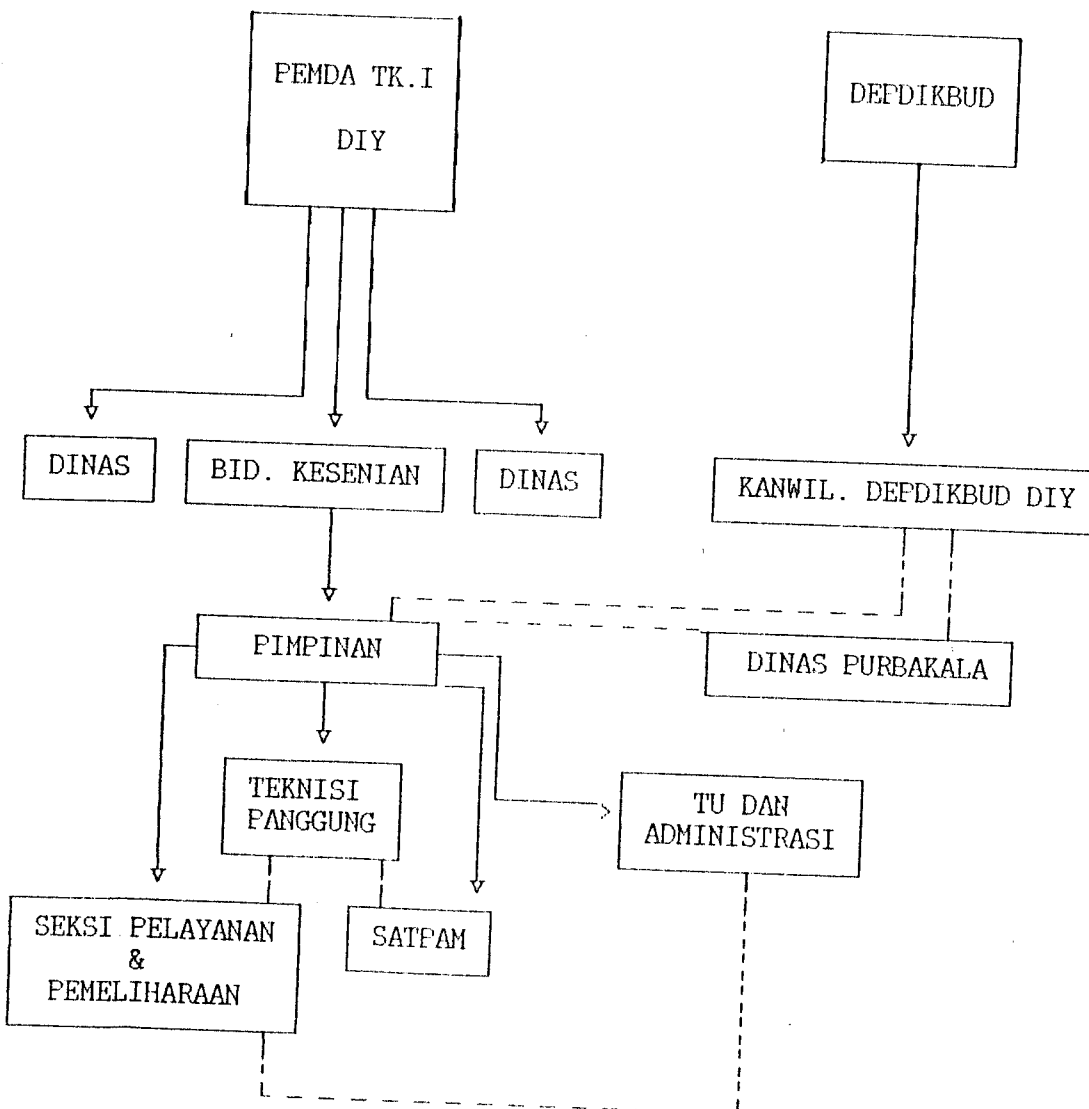 PEMDA TK.I
DIY
DEPDIKBUD
DINAS
BID. KESENIAN
DINAS
KANWIL. DEPDIKBUD DIY
PIMPINAN
DINAS PURBAKALA
TEKNISI
PANGGUNG
TU DAN
ADMINISTRASI
SEKSI PELAYANAN
&
PEMELIHARAAN
SATPAM